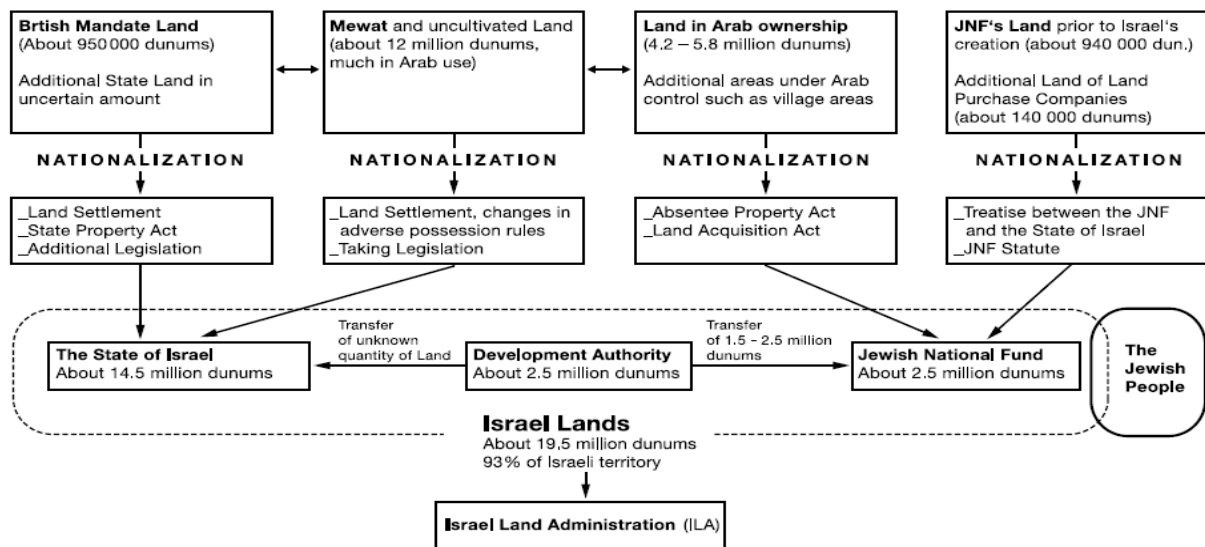 Brtish Mandate Land
(About 950000 dunums)
Additional State Land in
uncertain amount
Mewat and uncultivated Land
(about 12 million dunums,
much in Arab use)
Land in Arab ownership
(4.2 – 5.8 million dunums)
Additional areas under Arab
control such as village areas
JNF‘s Land prior to Israel‘s
creation (about 940 000 dun.)
Additional Land of Land
Purchase Companies
(about 140 000 dunums)
NATIONALIZATION
NATIONALIZATION
NATIONALIZATION
NATIONALIZATION
_Land Settlement
_State Property Act
_Additional Legislation
_Land Settlement, changes in
adverse possession rules
_Taking Legislation
_Absentee Property Act
_Land Acquisition Act
_Treatise between the JNF
and the State of Israel
_JNF Statute
The State of Israel
About 14.5 million dunums
Transfer
of unknown
quantity of Land
Development Authority
About 2.5 million dunums
Transfer
of 1.5 - 2.5 million
dunums
Jewish National Fund
About 2.5 million dunums
The
Jewish
People
Israel Lands
About 19,5 million dunums
93% of Israeli territory
Israel Land Administration (ILA)